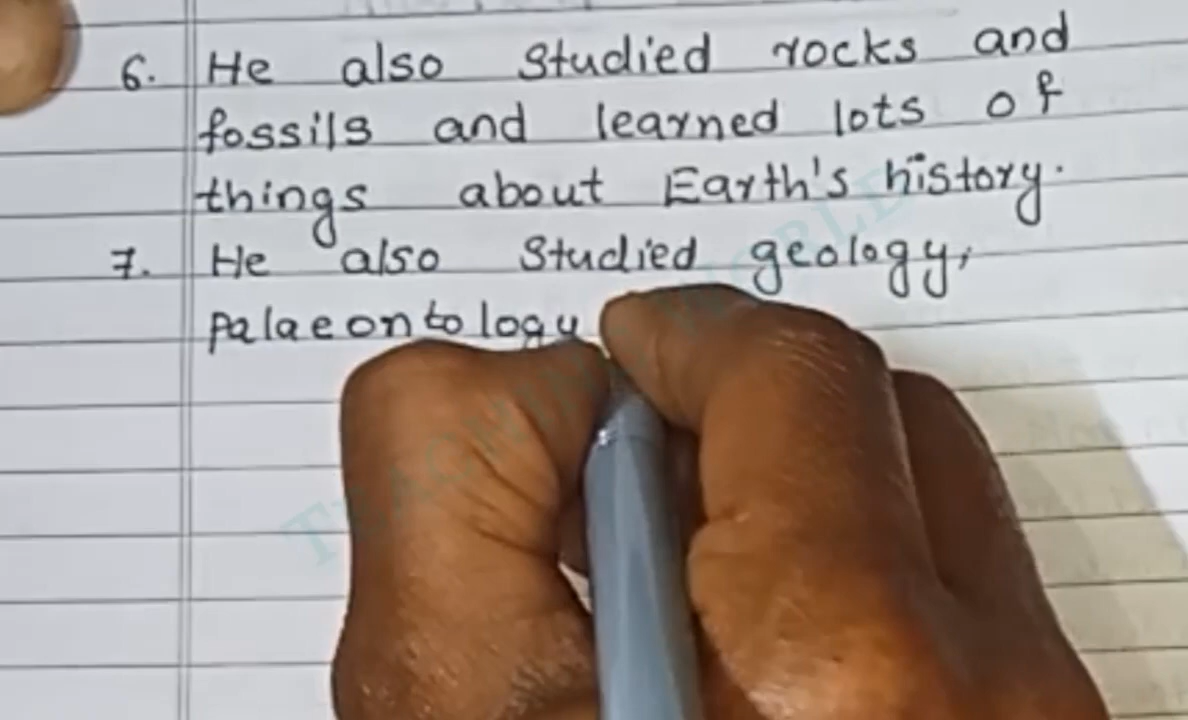 6. He also studied rocks and
fossils and learned lots of
things about Earth's history.
7. He also studied geology,
palaeontology